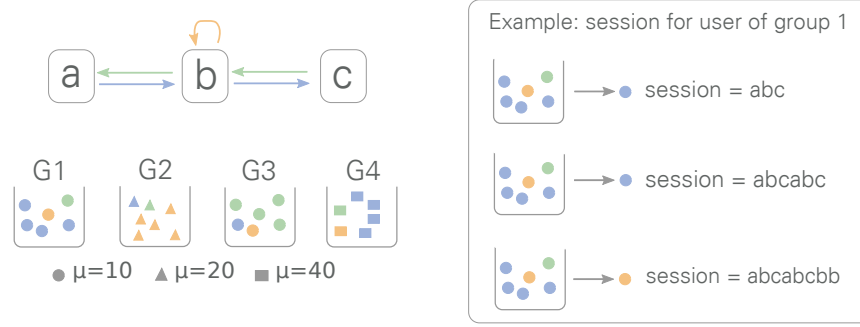 a b c
G1 G2 G3 G4
μ=10 μ=20 μ=40
Example: session for user of group 1
session = abc
session = abcabc
session = abcabcbb